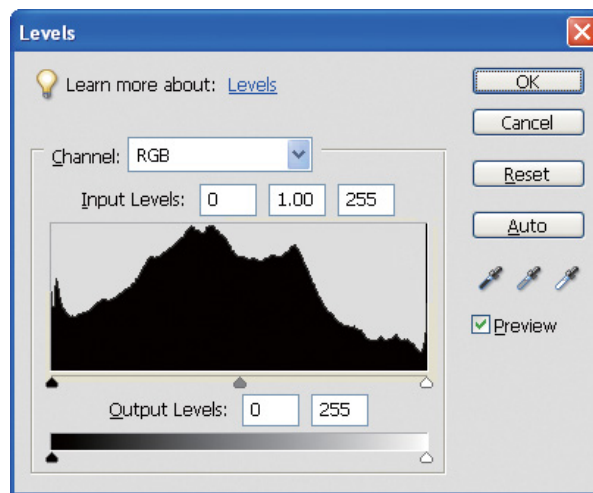 Levels
Learn more about: Levels
OK
Cancel
Channel: RGB
Reset
Input Levels: 0 1.00 255
Auto
Preview
Output Levels: 0 255